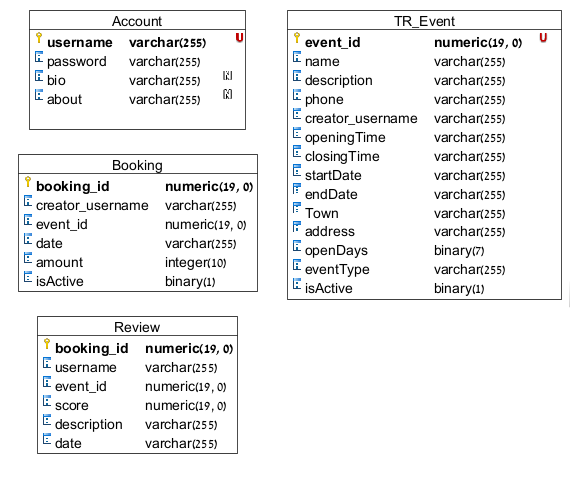 Account
username varchar(255) U
password varchar(255)
bio varchar(255) N
about varchar(255) N
TR_Event
event_id numeric(19, 0) U
name varchar(255)
description varchar(255)
phone varchar(255)
creator_username varchar(255)
openingTime varchar(255)
closingTime varchar(255)
startDate varchar(255)
endDate varchar(255)
Town varchar(255)
address varchar(255)
openDays binary(7)
eventType varchar(255)
isActive binary(1)
Booking
booking_id numeric(19, 0)
creator_username varchar(255)
event_id numeric(19, 0)
date varchar(255)
amount integer(10)
isActive binary(1)
Review
booking_id numeric(19, 0)
username varchar(255)
event_id numeric(19, 0)
score numeric(19, 0)
description varchar(255)
date varchar(255)